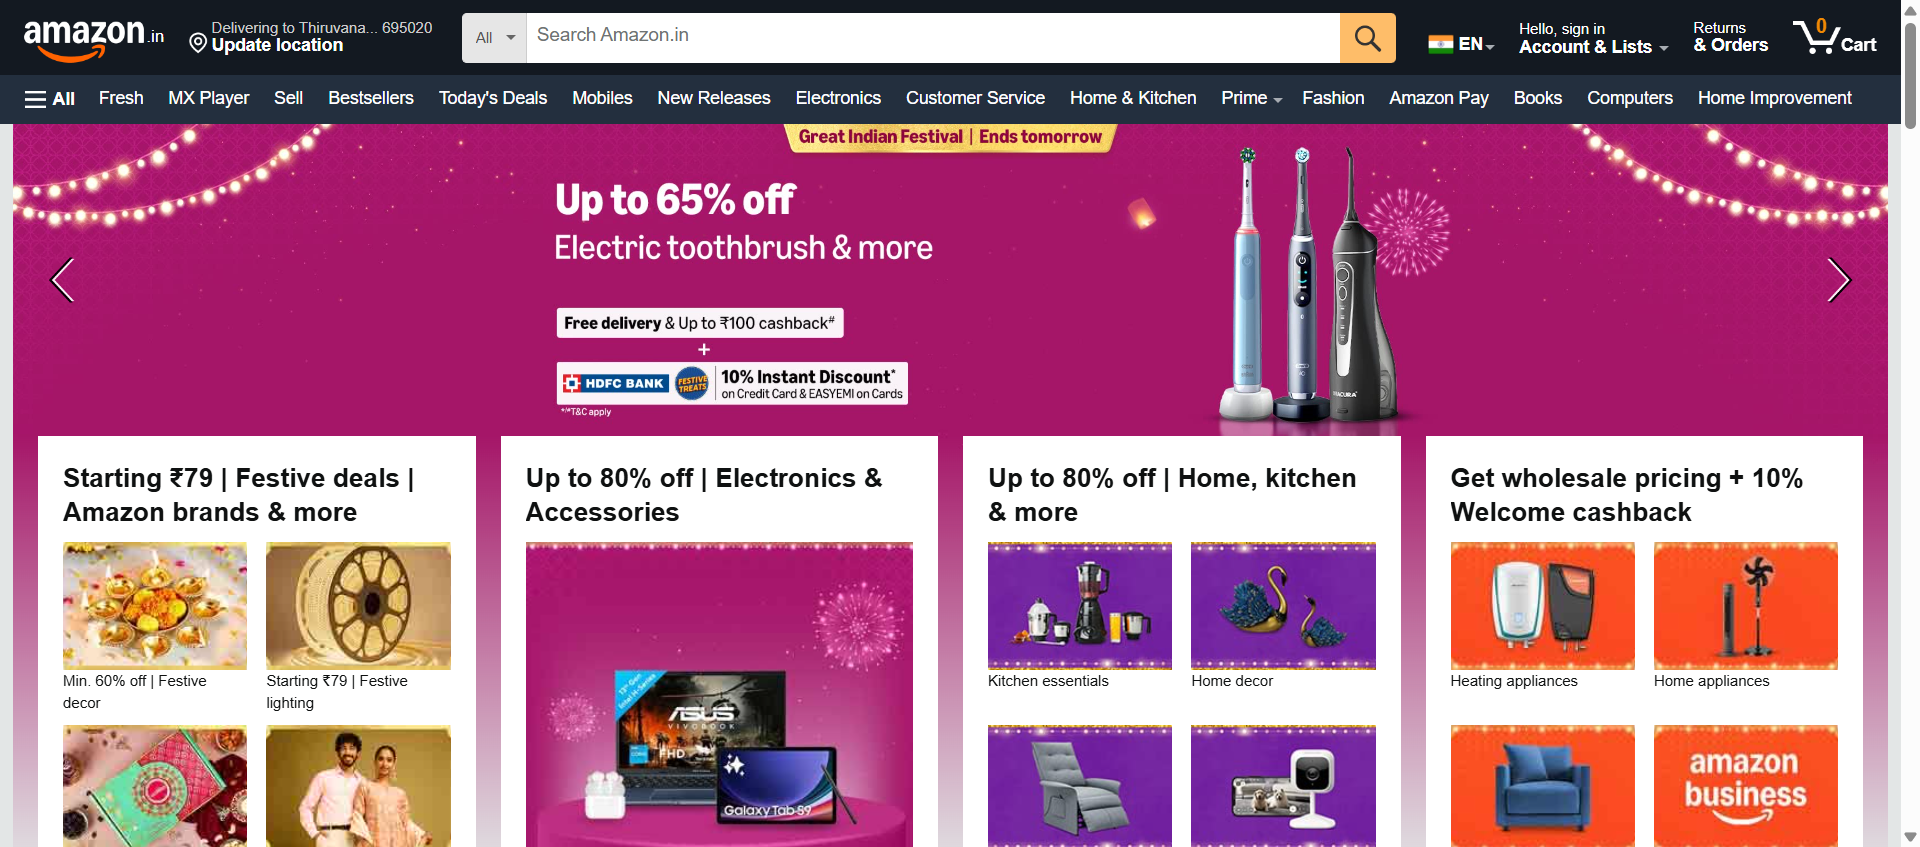 amazon.in
Delivering to Thiruvana... 695020
Update location
All
Search Amazon.in
EN
Hello, sign in
Account & Lists
Returns
& Orders
0
Cart
All
Fresh
MX Player
Sell
Bestsellers
Today's Deals
Mobiles
New Releases
Electronics
Customer Service
Home & Kitchen
Prime
Fashion
Amazon Pay
Books
Computers
Home Improvement
Great Indian Festival | Ends tomorrow
Up to 65% off
Electric toothbrush & more
Free delivery & Up to ₹100 cashback#
+
HDFC BANK
FESTIVE
TREATS
10% Instant Discount*
on Credit Card & EASYEMI on Cards
*/#T&C apply
Starting ₹79 | Festive deals |
Amazon brands & more
Min. 60% off | Festive
decor
Starting ₹79 | Festive
lighting
Up to 80% off | Electronics &
Accessories
13th Gen
Intel H-Series
ASUS
VIVOBOOK
FHD
Galaxy Tab S9
Up to 80% off | Home, kitchen
& more
Kitchen essentials
Home decor
Get wholesale pricing + 10%
Welcome cashback
Heating appliances
Home appliances
amazon
business